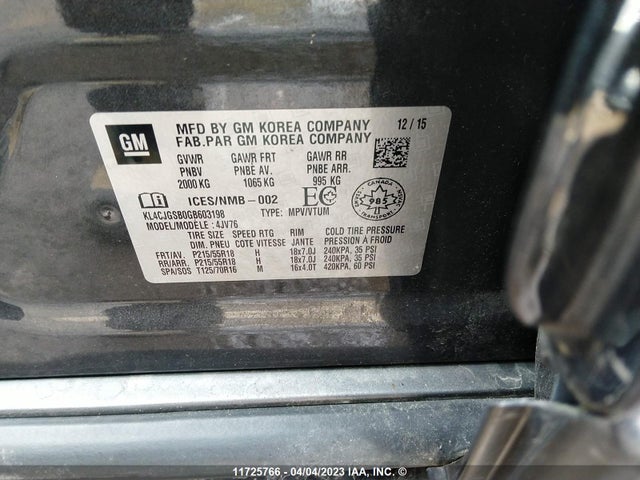 GM
MFD BY GM KOREA COMPANY 12 / 15
FAB.PAR GM KOREA COMPANY
GVWR GAWR FRT GAWR RR
PNBV PNBE AV. PNBE ARR.
2000 KG 1065 KG 995 KG
ICES/NMB - 002 EC
KL4CJGSB0GB603198 TYPE: MPV/VTUM
MODEL/MODELE : 4JV76
CANADA
985
TIRE SIZE SPEED RTG RIM COLD TIRE PRESSURE
DIM. PNEU COTE VITESSE JANTE PRESSION À FROID
FRT/AV. P215/55R18 H 18x7.0J 240KPA, 35 PSI
RR/ARR. P215/55R18 H 18x7.0J 240KPA, 35 PSI
SPA/SOS T125/70R16 M 16x4.0T 420KPA, 60 PSI
11725766 - 04/04/2023 IAA, Inc. ©